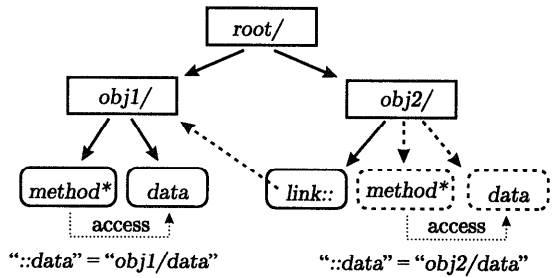 root/
obj1/
obj2/
method* data link:: method* data
access access
“::data” = “obj1/data” “::data” = “obj2/data”